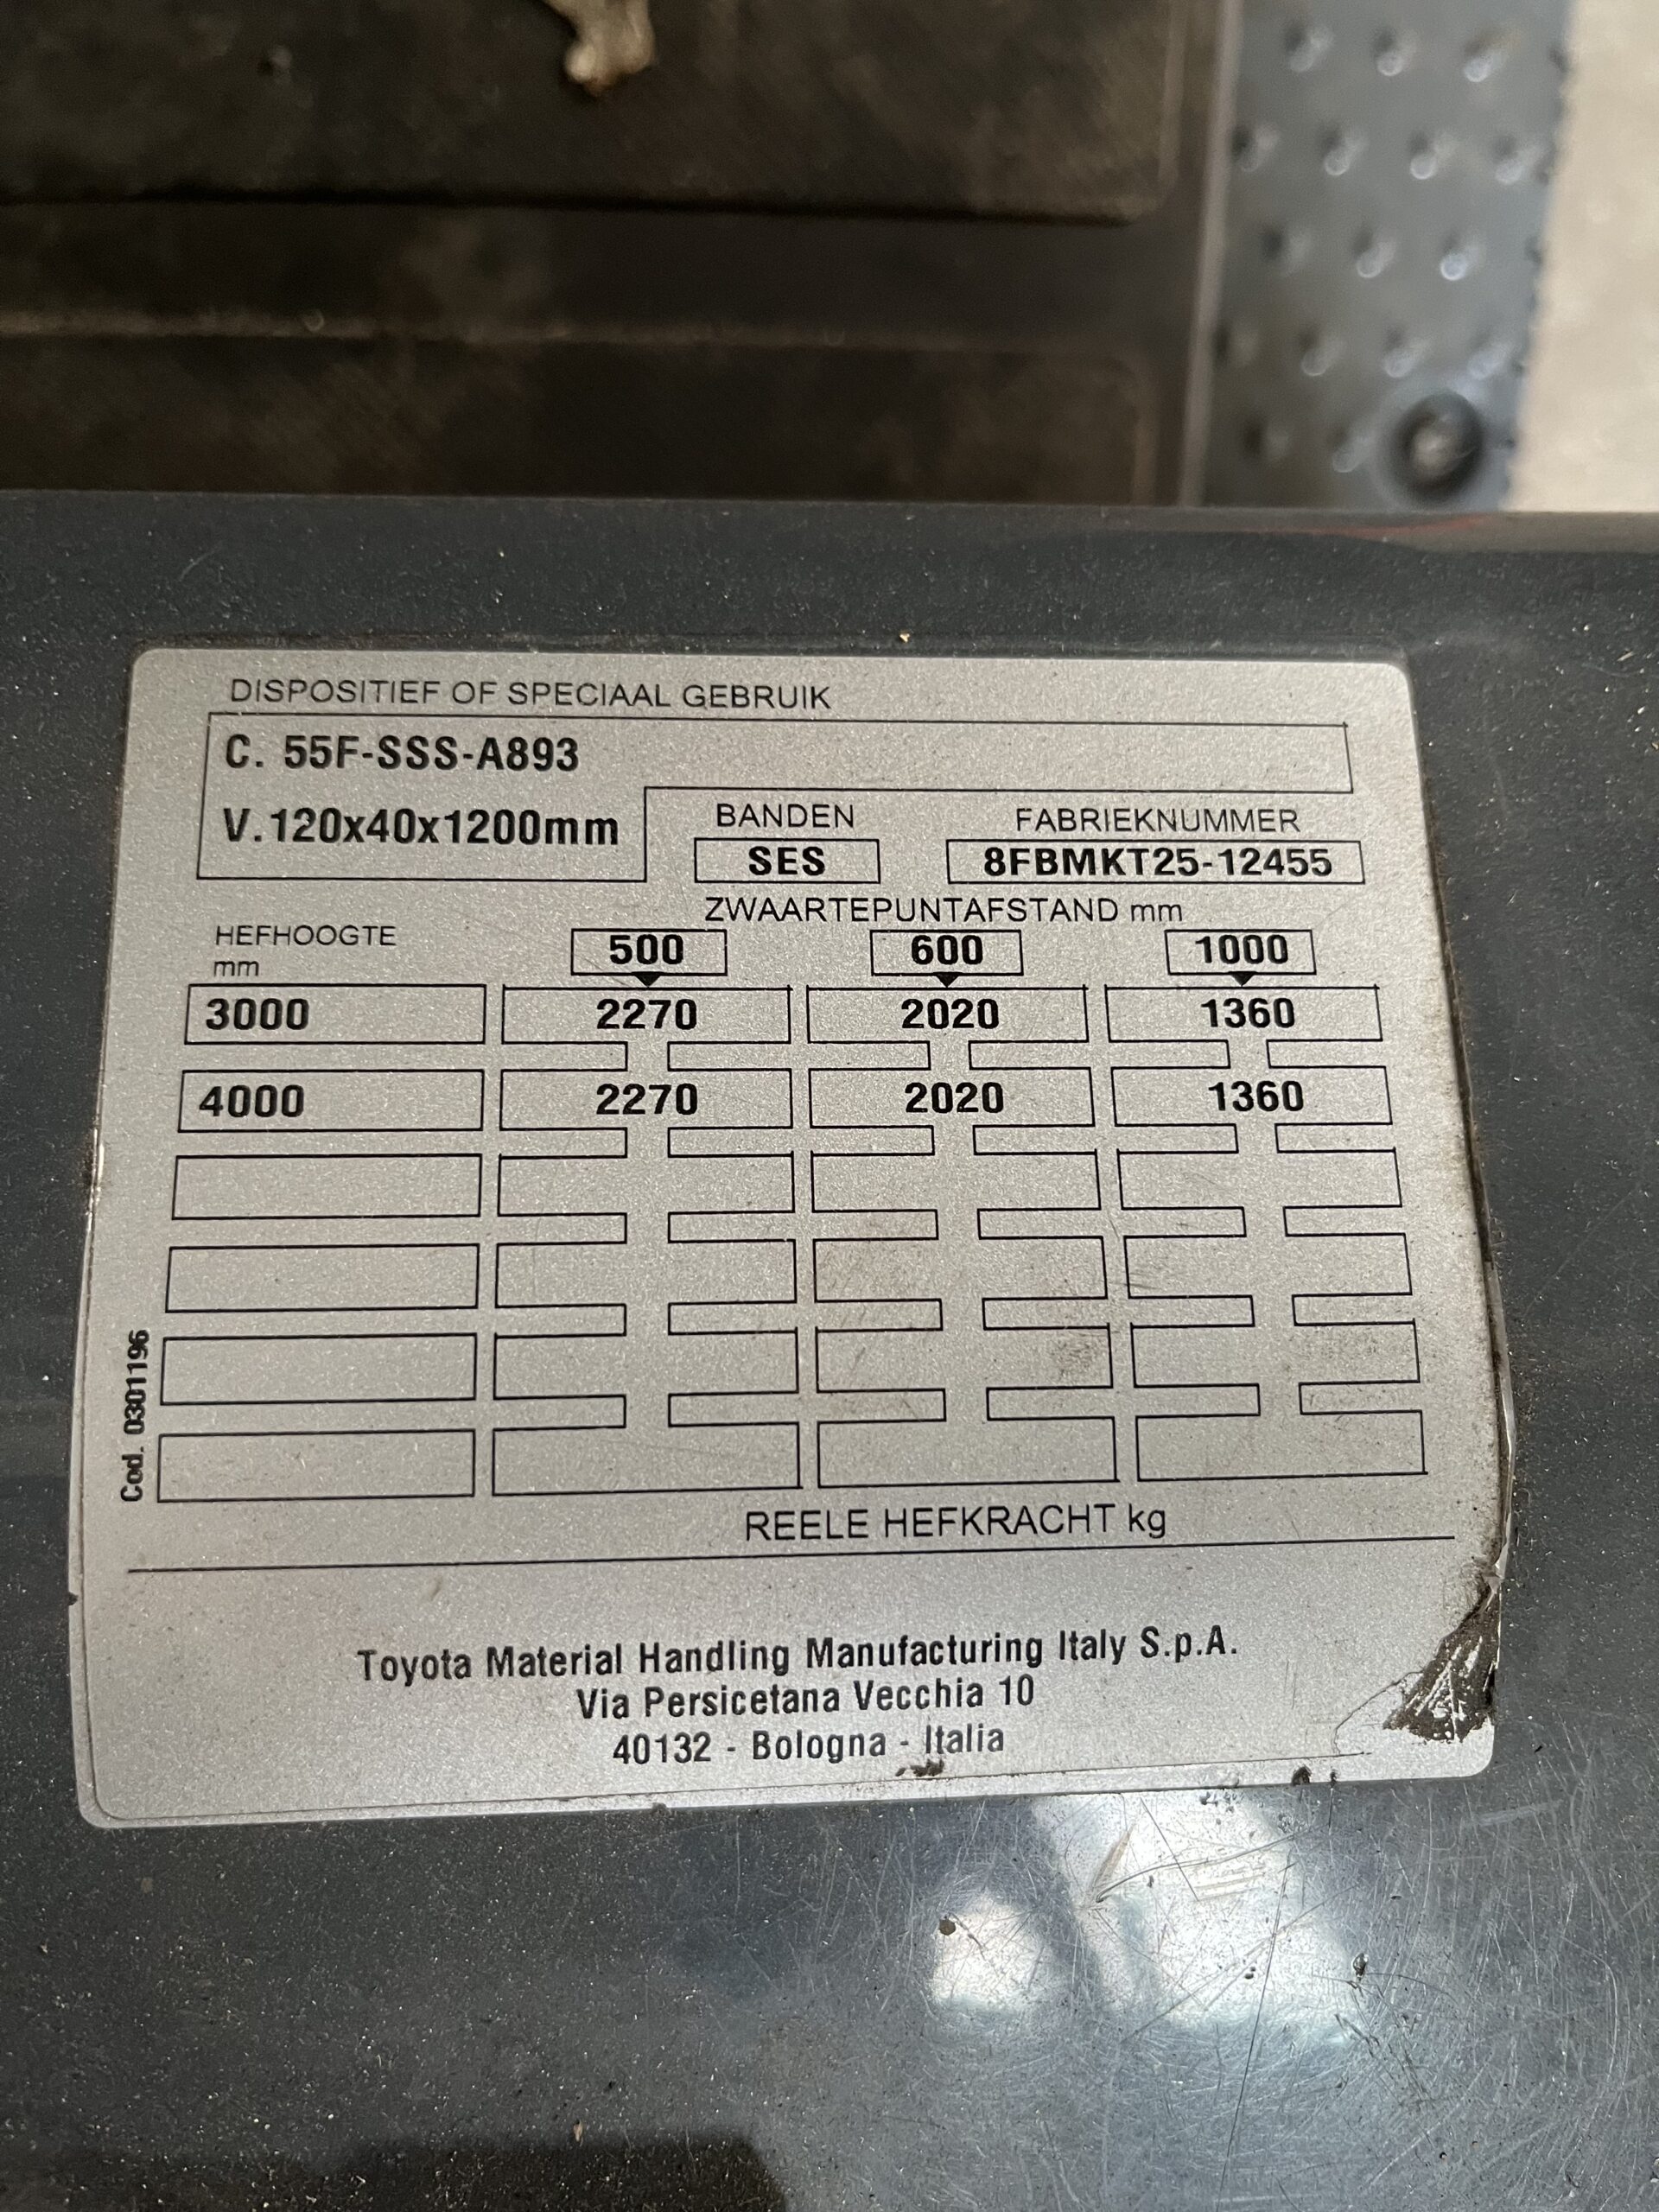 DISPOSITIEF OF SPECIAAL GEBRUIK
C. 55F-SSS-A893
V.120x40x1200mm
BANDEN FABRIEKNUMMER
SES 8FBMKT25-12455
ZWAARTEPUNTAFSTAND mm
HEFHOOGTE
mm
500 600 1000
3000 2270 2020 1360
4000 2270 2020 1360
Cod. 0301196
REELE HEFKRACHT kg
Toyota Material Handling Manufacturing Italy S.p.A.
Via Persicetana Vecchia 10
40132 - Bologna - Italia